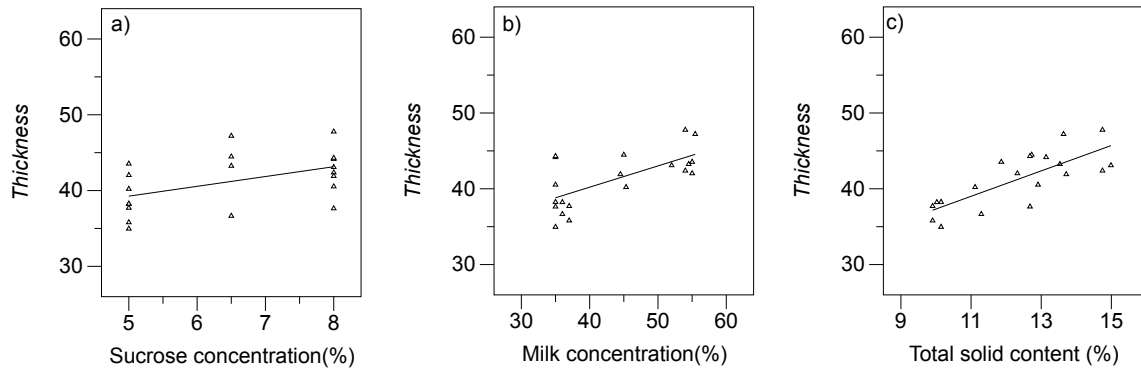 a)
60
50
40
30
Thickness
5 6 7 8
Sucrose concentration(%)
b)
60
50
40
30
Thickness
30 40 50 60
Milk concentration(%)
c)
60
50
40
30
Thickness
9 11 13 15
Total solid content (%)